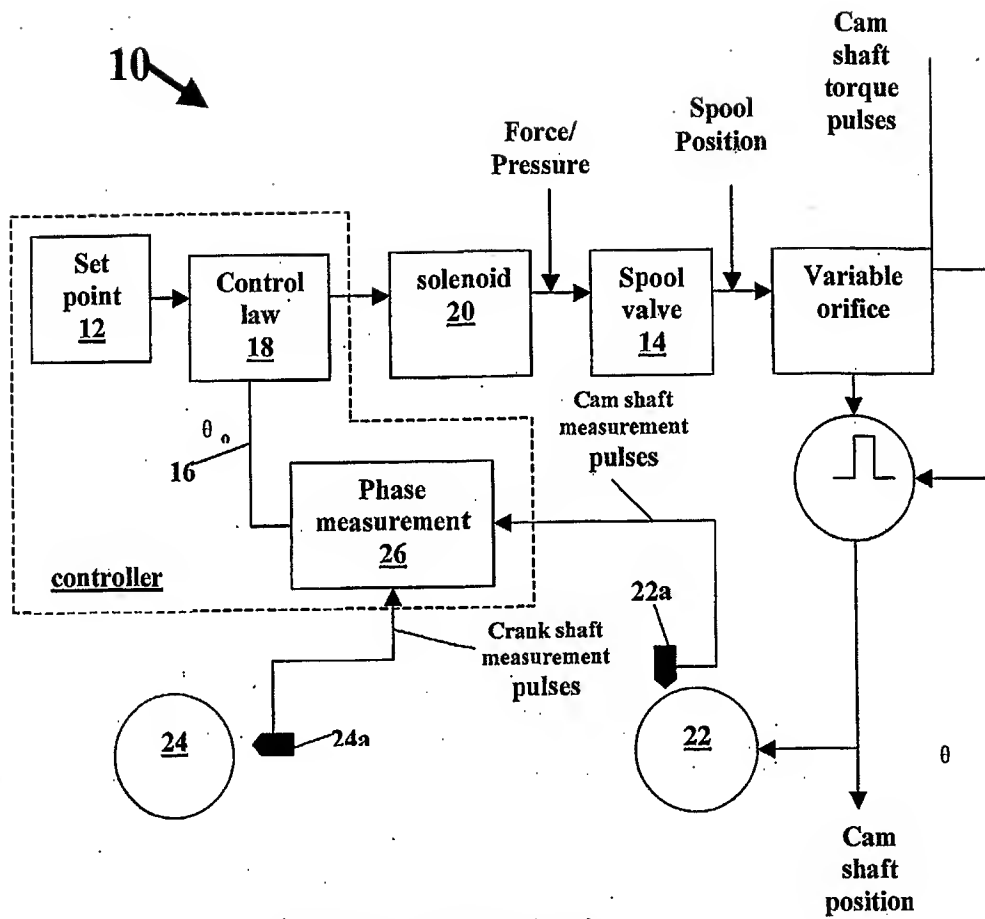 10
Cam
shaft
torque
pulses
Spool
Position
Force/
Pressure
Set
point
12
Control
law
18
solenoid
20
Spool
valve
14
Variable
orifice
Cam shaft
measurement
pulses
θ₀
16
Phase
measurement
26
controller
22a
Crank shaft
measurement
pulses
24
24a
22
θ
Cam
shaft
position